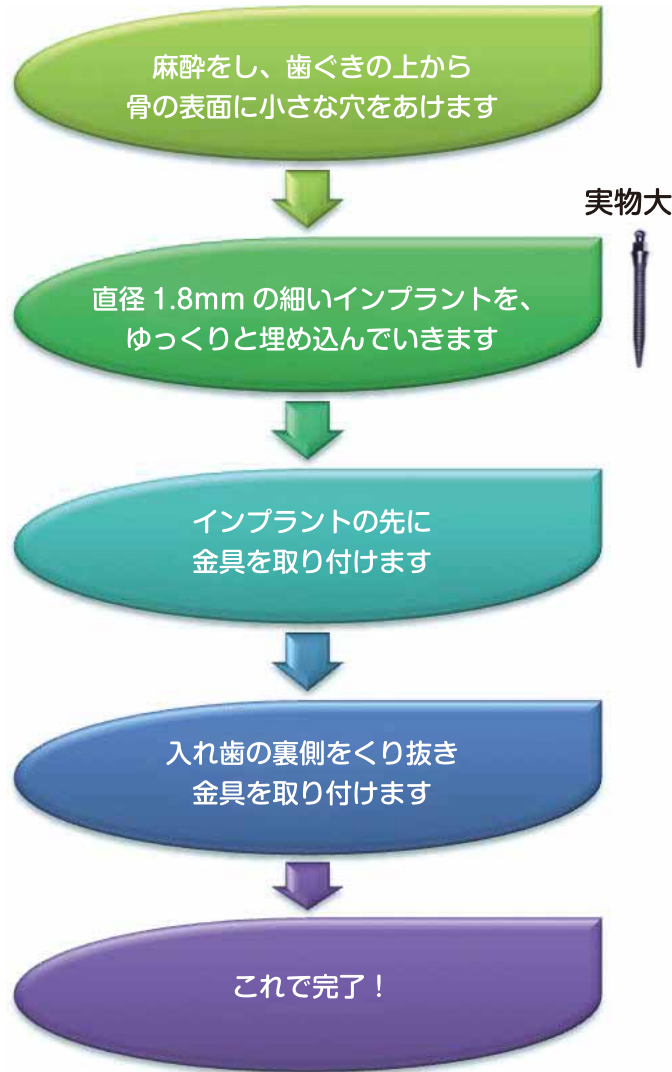 麻酔をし、歯ぐきの上から
骨の表面に小さな穴をあけます
実物大
直径 1.8mm の細いインプラントを、
ゆっくりと埋め込んでいきます
インプラントの先に
金具を取り付けます
入れ歯の裏側をくり抜き
金具を取り付けます
これで完了！